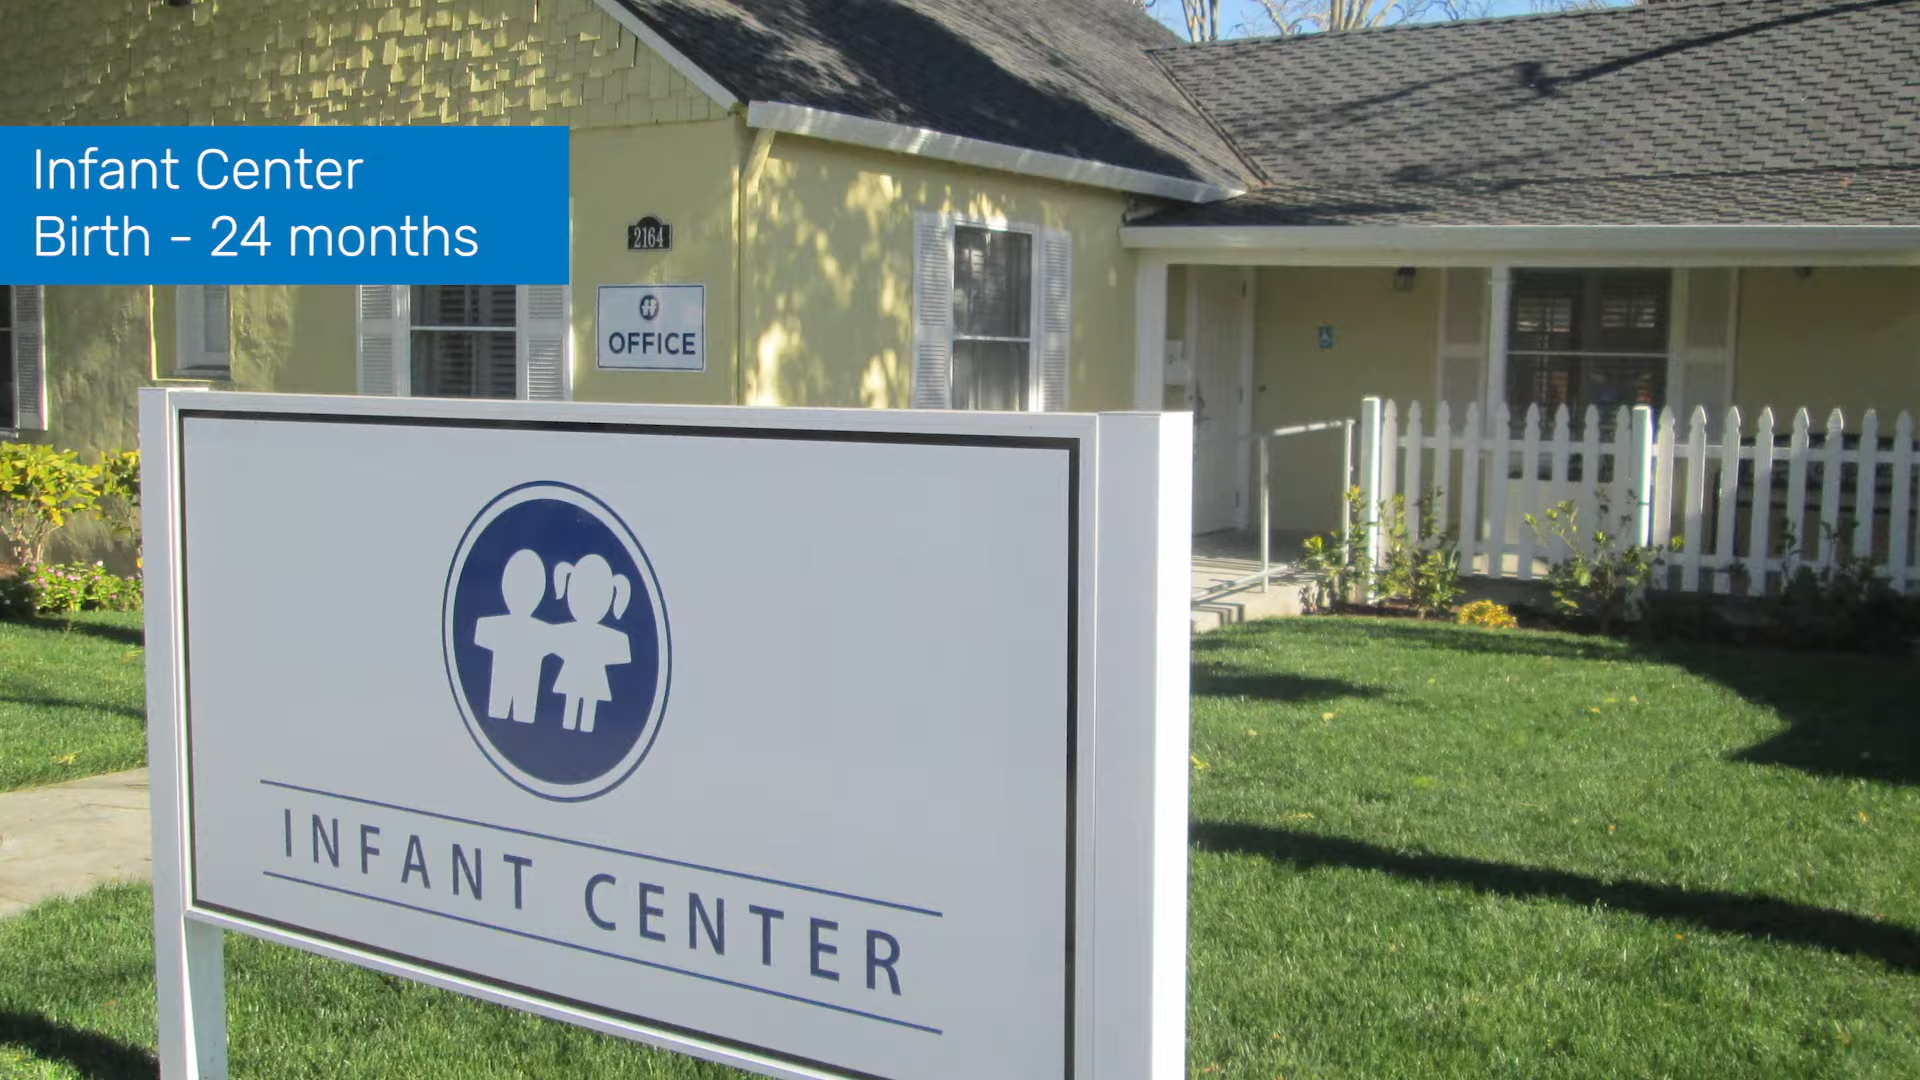 Infant Center
Birth - 24 months
2164
OFFICE
INFANT CENTER